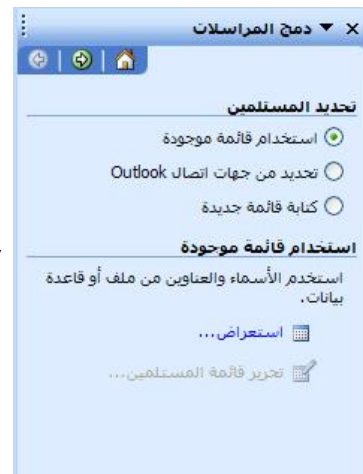 دمج المراسلات
تحديد المستلمين
استخدام قائمة موجودة
تحديد من جهات اتصال Outlook
كتابة قائمة جديدة
استخدام قائمة موجودة
استخدم الأسماء والعناوين من ملف أو قاعدة
بيانات.
استعراض...
تحرير قائمة المستلمين...